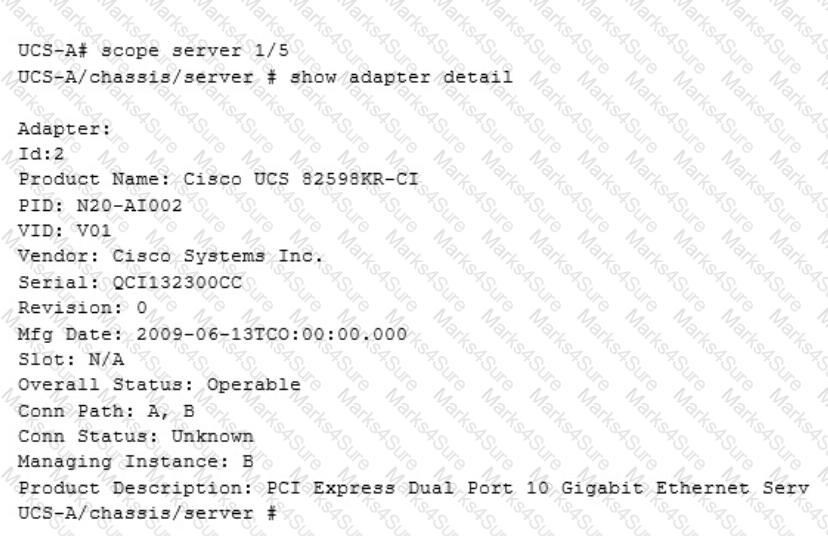 UCS-A# scope server 1/5
UCS-A/chassis/server # show adapter detail
Adapter:
Id:2
Product Name: Cisco UCS 82598KR-CI
PID: N20-AI002
VID: V01
Vendor: Cisco Systems Inc.
Serial: QCI132300CC
Revision: 0
Mfg Date: 2009-06-13TCO:00:00.000
Slot: N/A
Overall Status: Operable
Conn Path: A, B
Conn Status: Unknown
Managing Instance: B
Product Description: PCI Express Dual Port 10 Gigabit Ethernet Serv
UCS-A/chassis/server #